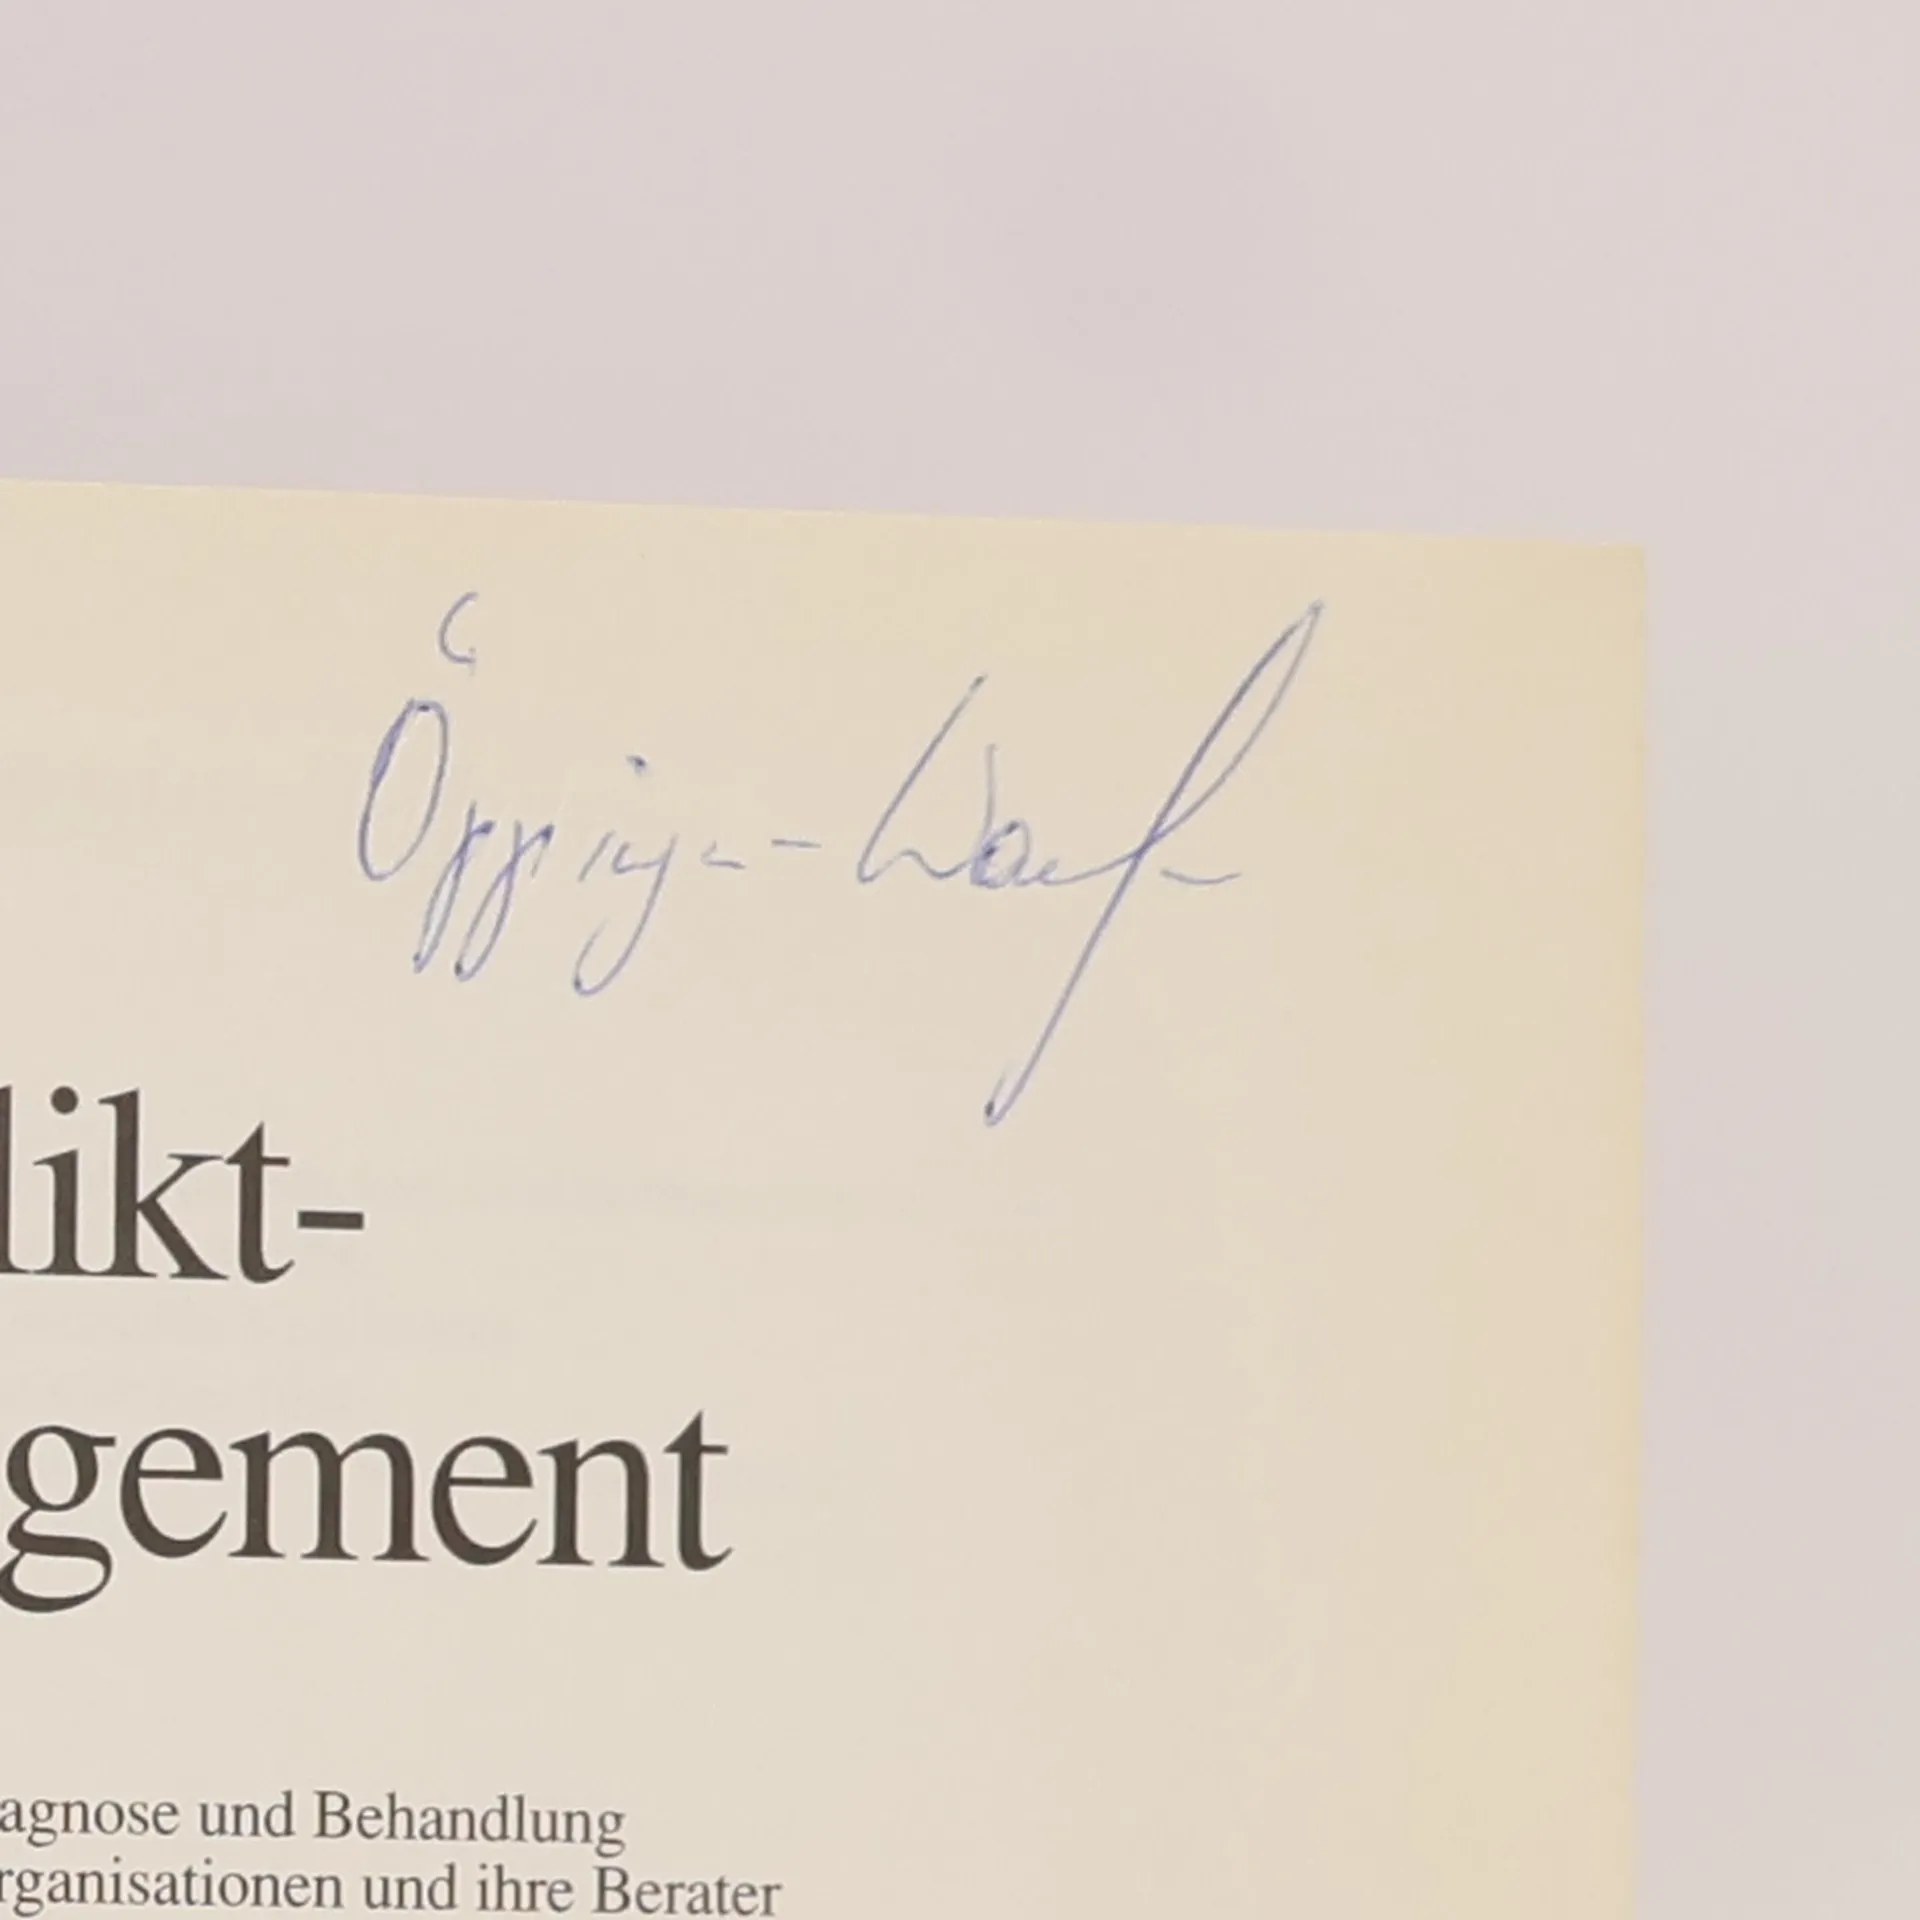 likt-
gement
agnose und Behandlung
rganisationen und ihre Berater